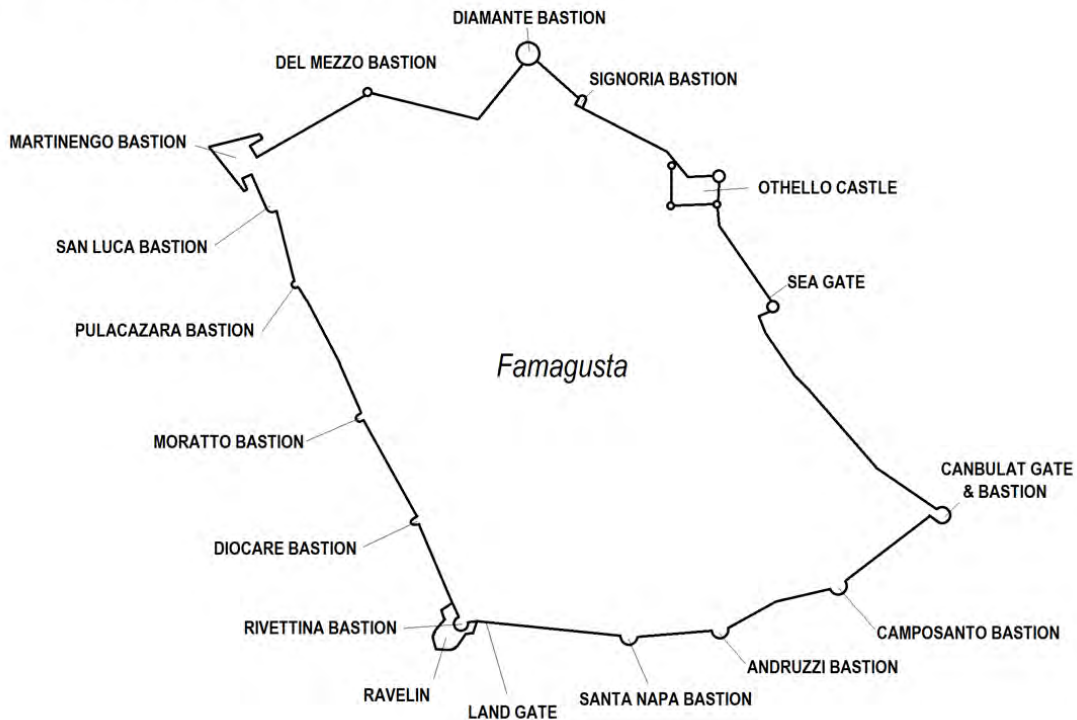 DIAMANTE BASTION
DEL MEZZO BASTION
SIGNORIA BASTION
MARTINENGO BASTION
OTHELLO CASTLE
SAN LUCA BASTION
SEA GATE
PULACAZARA BASTION
Famagusta
MORATTO BASTION
CANBULAT GATE
& BASTION
DIOCARE BASTION
RIVETTINA BASTION
CAMPOSANTO BASTION
ANDRUZZI BASTION
RAVELIN
SANTA NAPA BASTION
LAND GATE